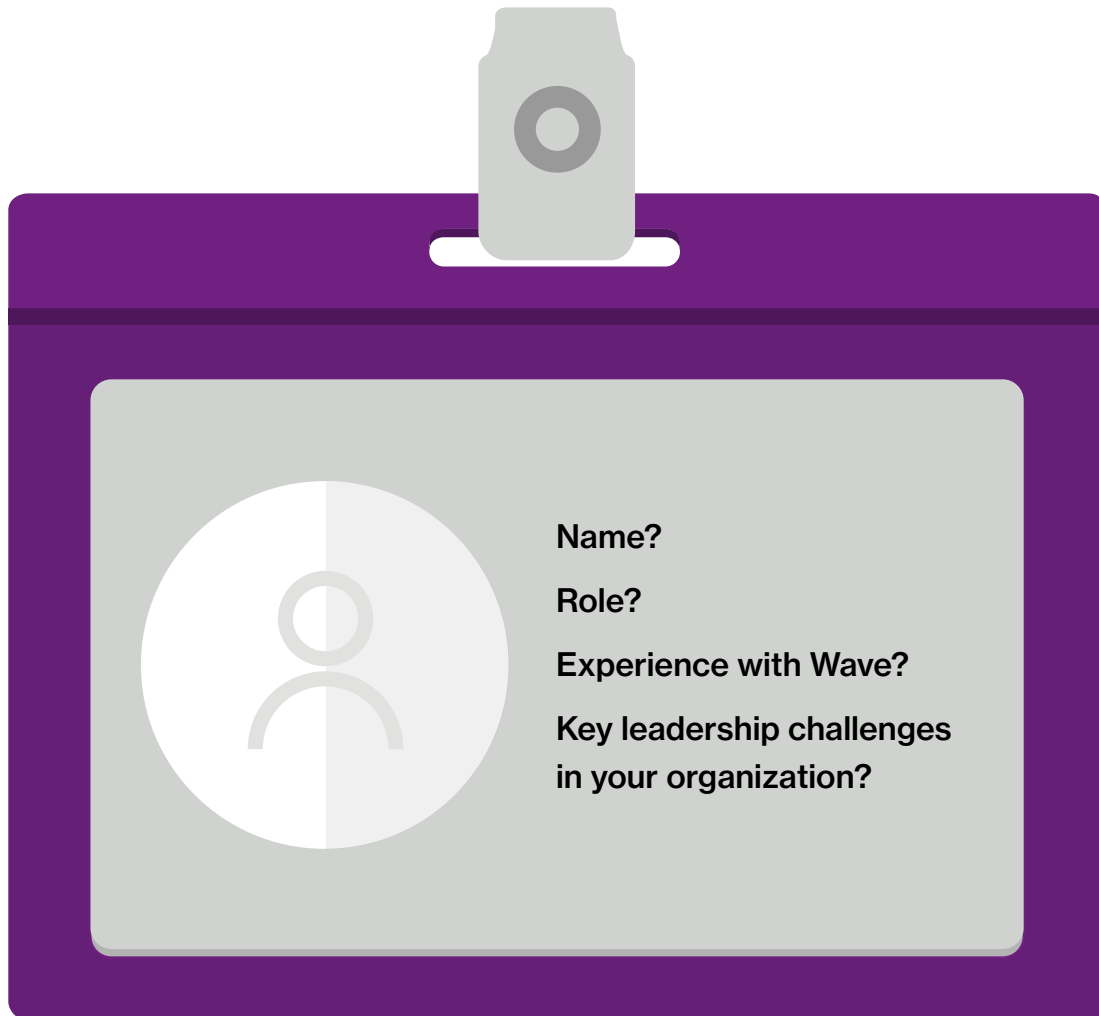 Name?
Role?
Experience with Wave?
Key leadership challenges
in your organization?